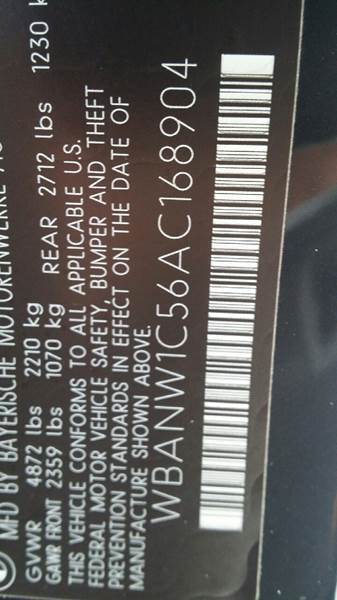 MFD BY BAYERISCHE MOTORENWERKE
GVWR 4872 lbs 2210 kg
GAWR FRONT 2359 lbs 1070 kg REAR 2712 lbs 1230 k
THIS VEHICLE CONFORMS TO ALL APPLICABLE U.S.
FEDERAL MOTOR VEHICLE SAFETY, BUMPER AND THEFT
PREVENTION STANDARDS IN EFFECT ON THE DATE OF
MANUFACTURE SHOWN ABOVE.
WBANW1C56AC168904